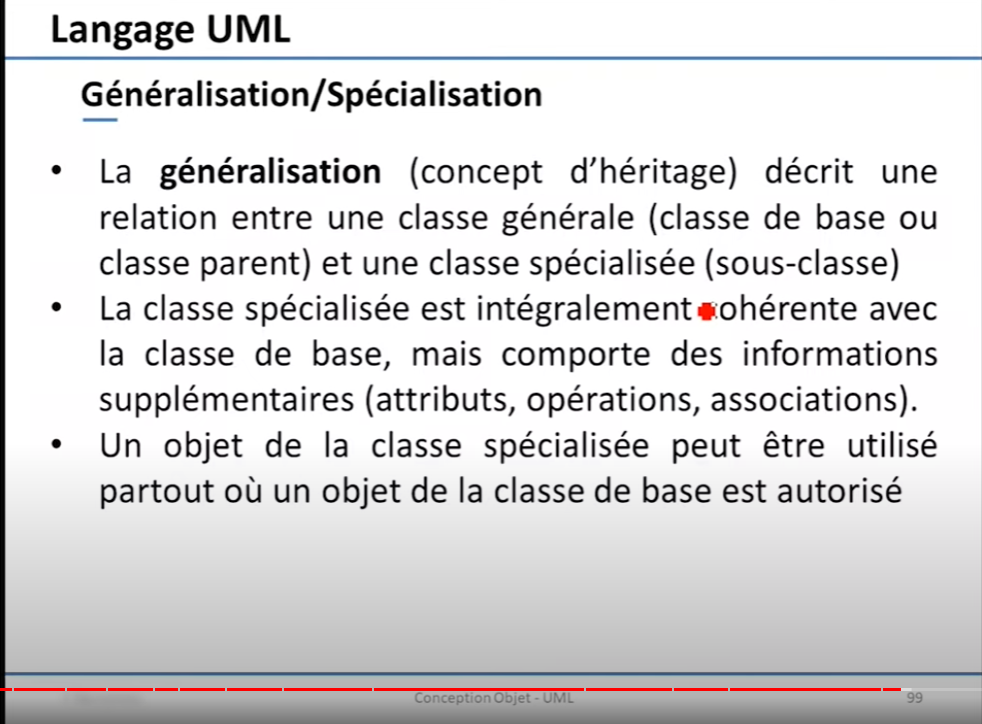 Langage UML
Généralisation/Spécialisation
• La généralisation (concept d’héritage) décrit une
relation entre une classe générale (classe de base ou
classe parent) et une classe spécialisée (sous-classe)
• La classe spécialisée est intégralement cohérente avec
la classe de base, mais comporte des informations
supplémentaires (attributs, opérations, associations).
• Un objet de la classe spécialisée peut être utilisé
partout où un objet de la classe de base est autorisé
Conception Objet - UML
99